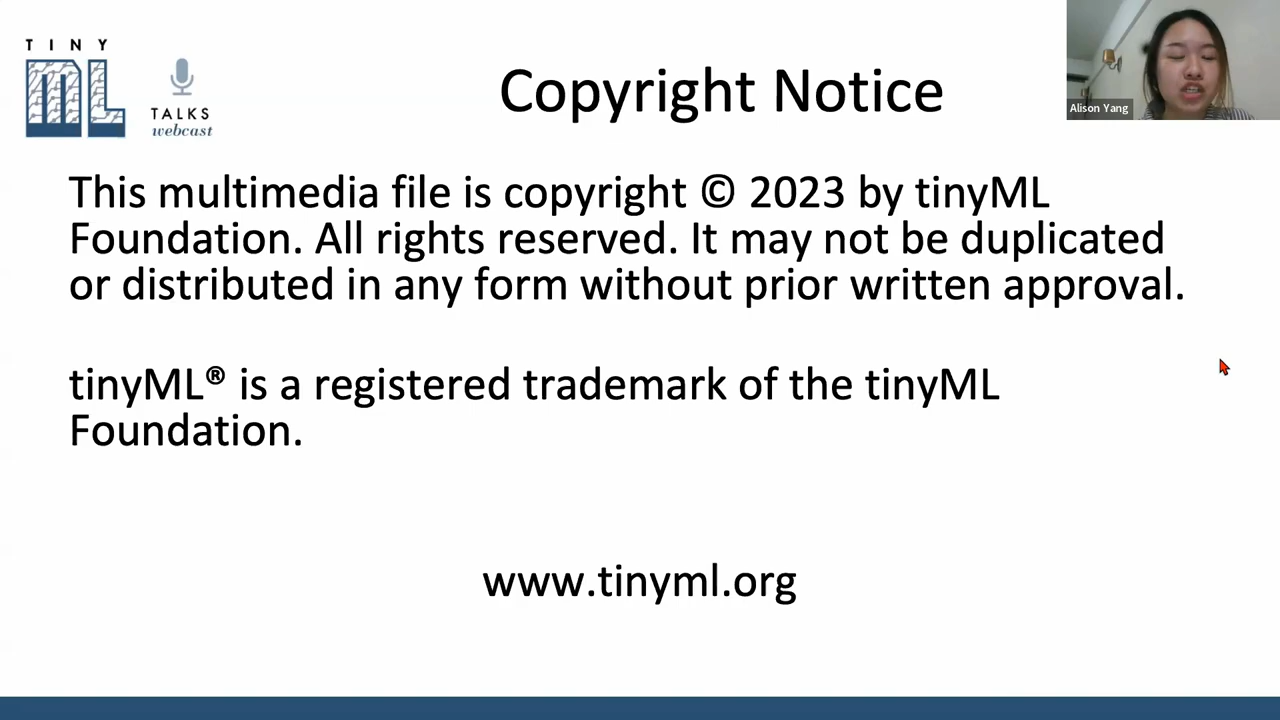 TINY
ML
TALKS
webcast
Copyright Notice
Alison Yang
This multimedia file is copyright © 2023 by tinyML
Foundation. All rights reserved. It may not be duplicated
or distributed in any form without prior written approval.
tinyML® is a registered trademark of the tinyML
Foundation.
www.tinyml.org